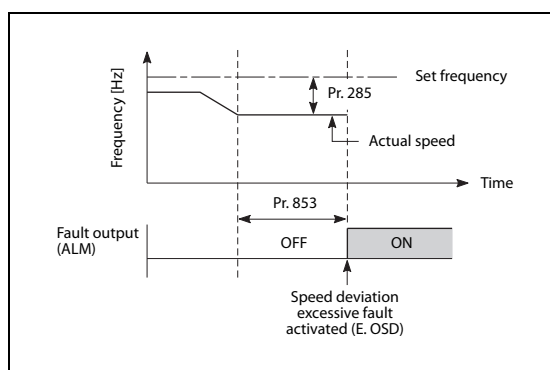 Frequency [Hz]
Set frequency
Pr. 285
Actual speed
Time
Pr. 853
Fault output
(ALM)
OFF
ON
Speed deviation
excessive fault
activated (E. OSD)